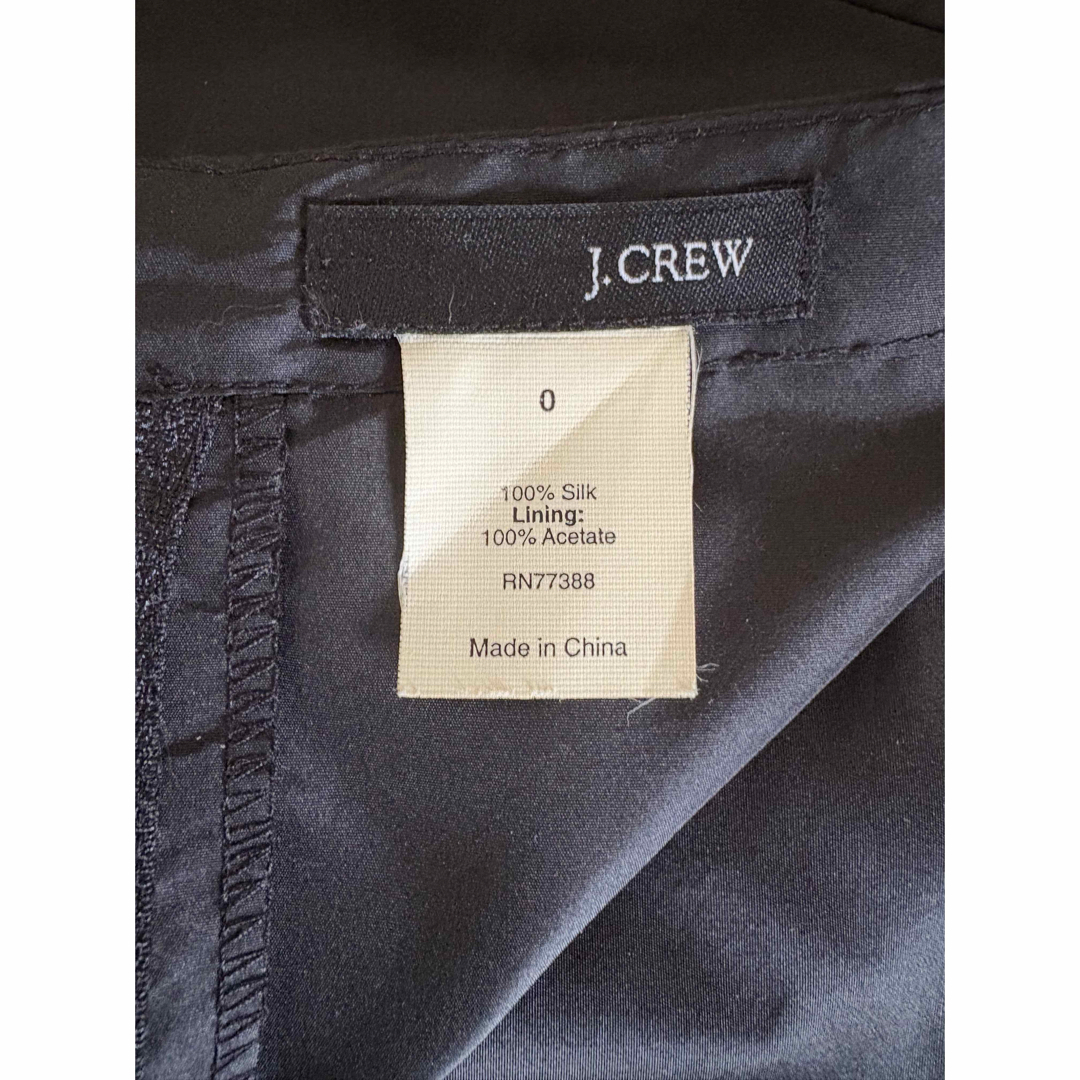 J.CREW
0
100% Silk
Lining:
100% Acetate
RN77388
Made in China